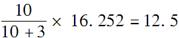 10
10 + 3 × 16. 252 = 12. 5